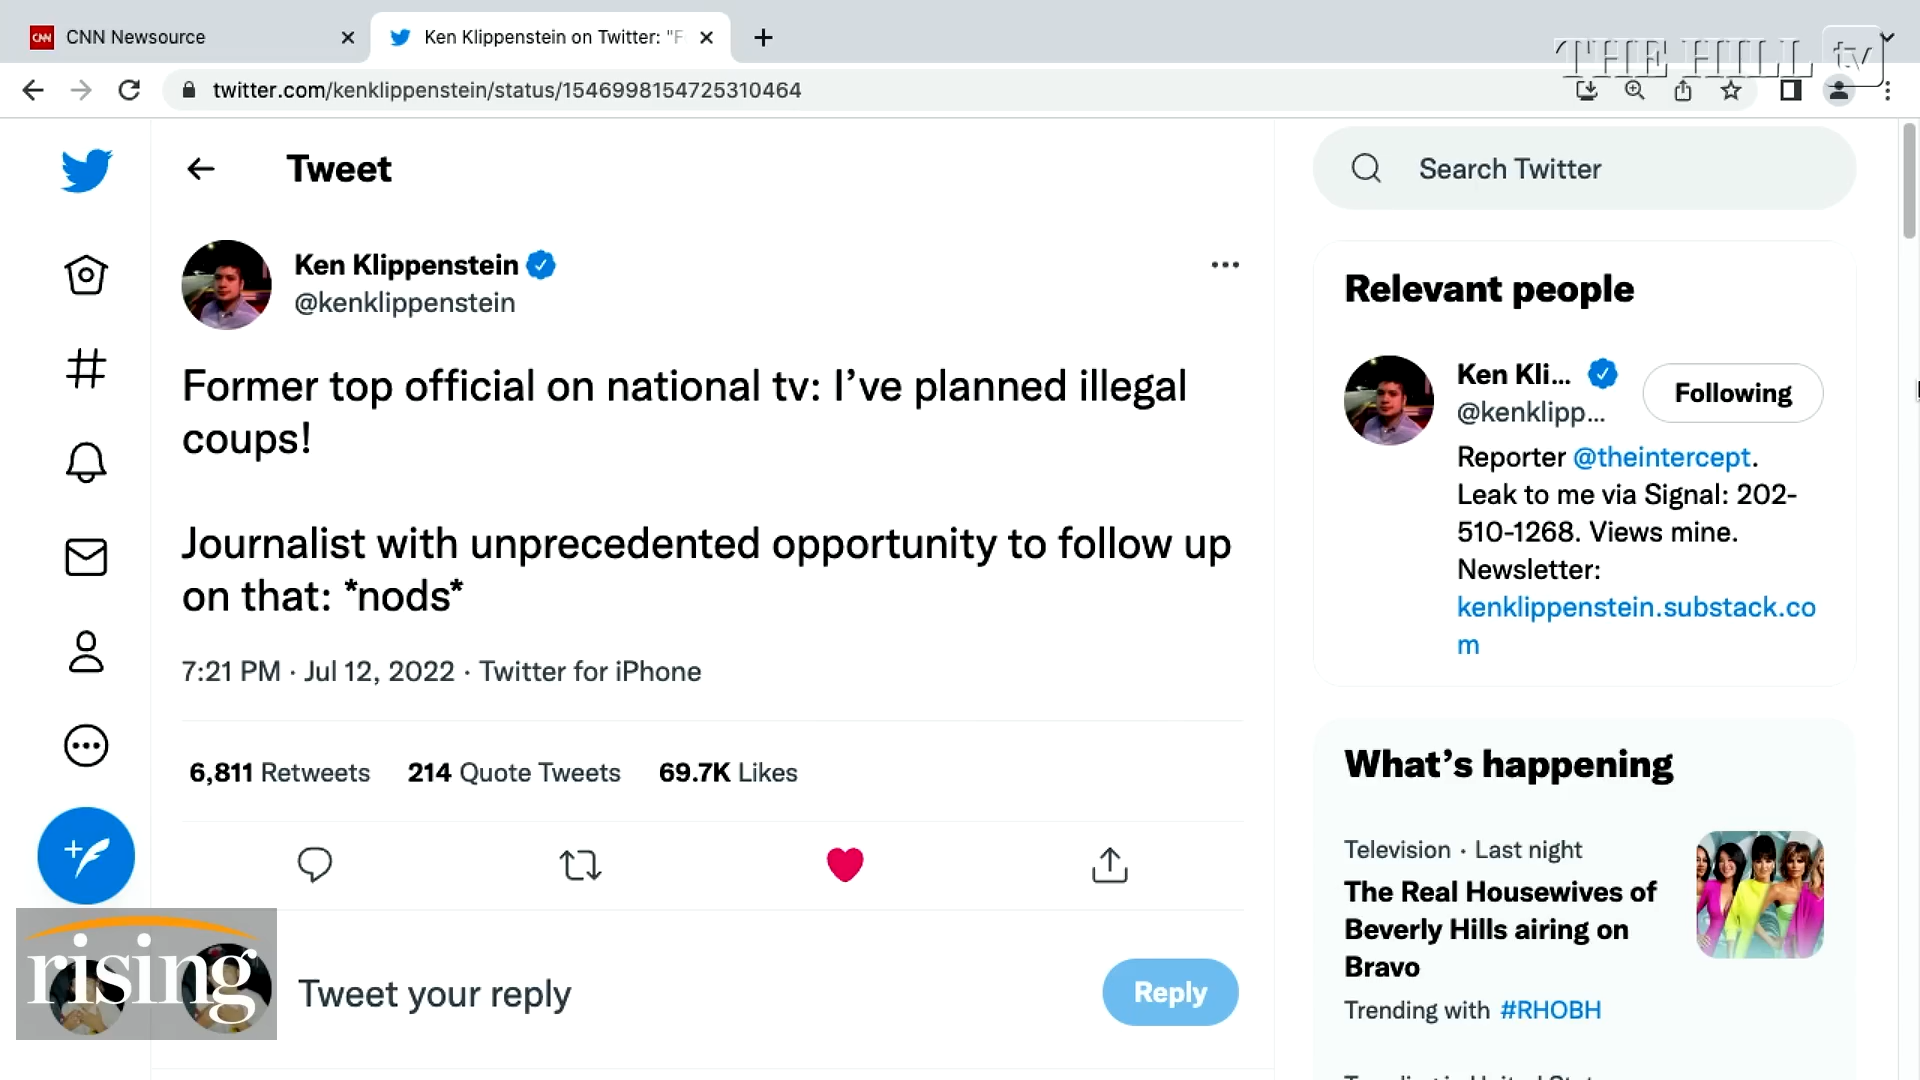 CNN Newsource
Ken Klippenstein on Twitter: "F
THE HILL tv
twitter.com/kenklippenstein/status/1546998154725310464
Tweet
Search Twitter
Ken Klippenstein
@kenklippenstein
Former top official on national tv: I’ve planned illegal
coups!
Journalist with unprecedented opportunity to follow up
on that: *nods*
7:21 PM · Jul 12, 2022 · Twitter for iPhone
6,811 Retweets 214 Quote Tweets 69.7K Likes
rising
Tweet your reply
Reply
Relevant people
Ken Kli...
@kenklipp...
Following
Reporter @theintercept.
Leak to me via Signal: 202-
510-1268. Views mine.
Newsletter:
kenklippenstein.substack.co
m
What’s happening
Television · Last night
The Real Housewives of
Beverly Hills airing on
Bravo
Trending with #RHOBH